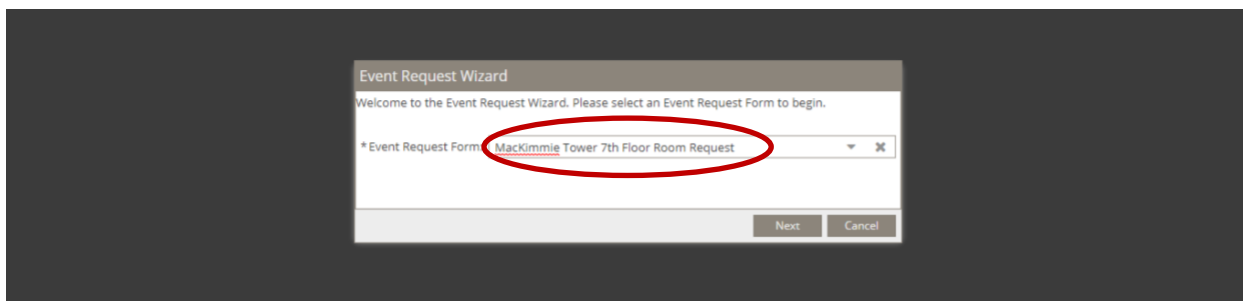 Event Request Wizard
Welcome to the Event Request Wizard. Please select an Event Request Form to begin.
* Event Request Form: MacKimmie Tower 7th Floor Room Request
Next Cancel